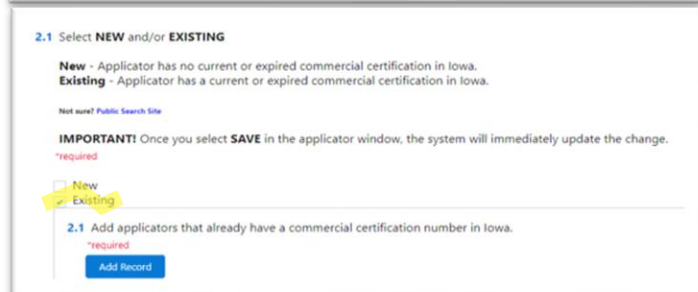 2.1 Select NEW and/or EXISTING
New - Applicator has no current or expired commercial certification in Iowa.
Existing - Applicator has a current or expired commercial certification in Iowa.
Not sure? Public Search Site
IMPORTANT! Once you select SAVE in the applicator window, the system will immediately update the change.
*required
New
Existing
2.1 Add applicators that already have a commercial certification number in Iowa.
*required
Add Record